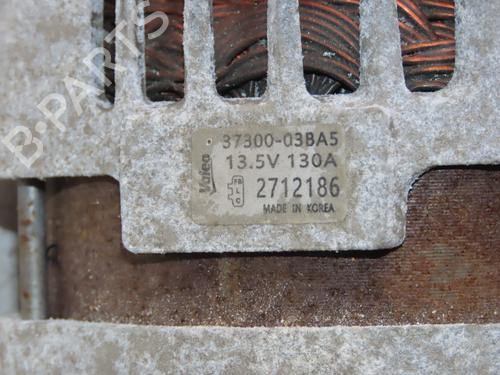 B-PARTS
Valeo
37300-03BA5
13.5V 130A
2712186
MADE IN KOREA